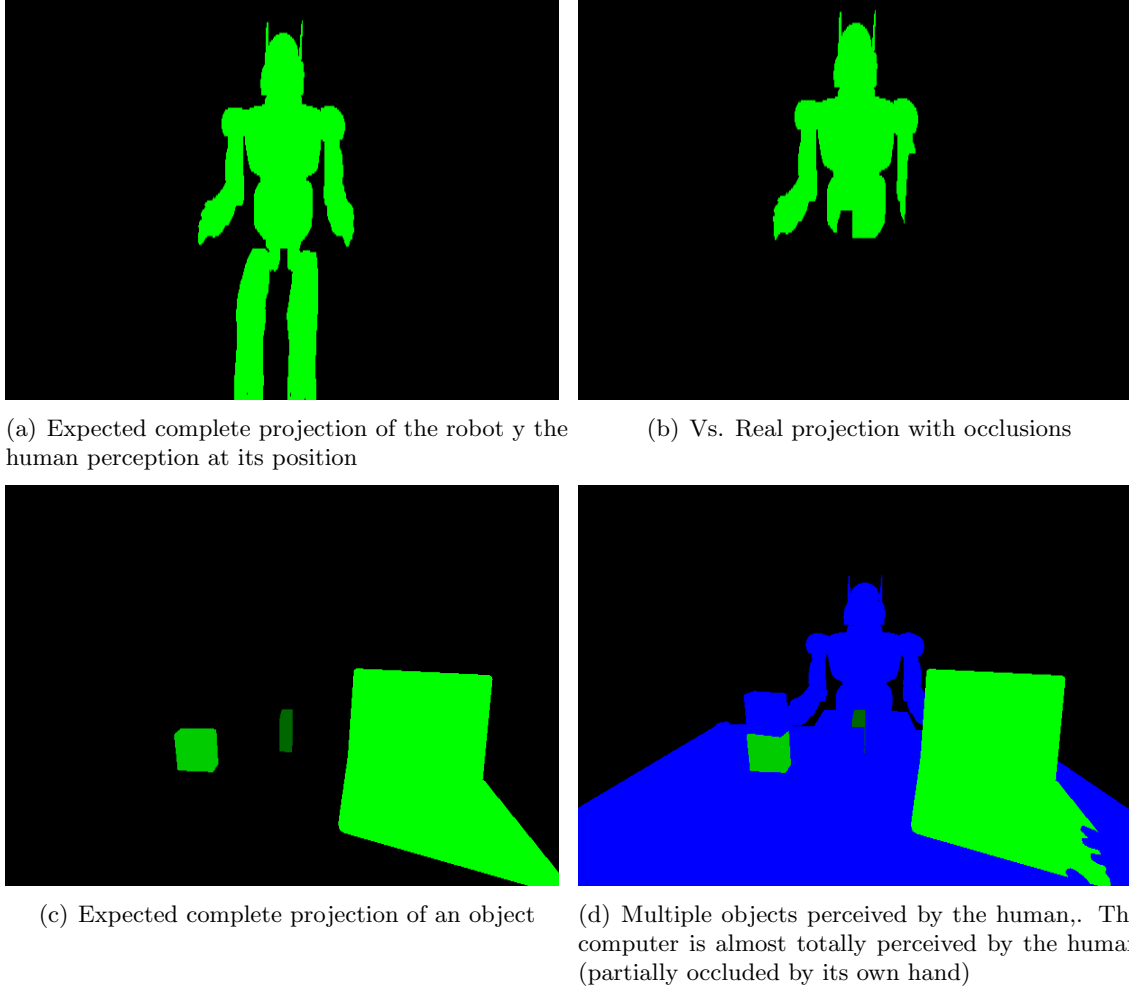 (a) Expected complete projection of the robot y the
human perception at its position
(b) Vs. Real projection with occlusions
(c) Expected complete projection of an object
(d) Multiple objects perceived by the human,. Th
computer is almost totally perceived by the huma
(partially occluded by its own hand)